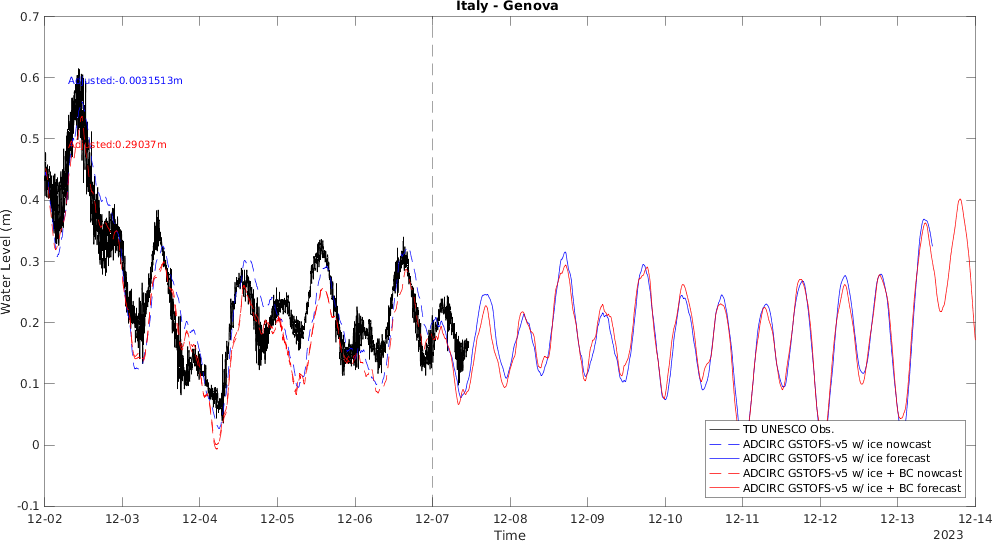 Italy - Genova
0.7
0.6
0.5
0.4
0.3
0.2
0.1
0
-0.1
Water Level (m)
Adjusted:-0.0031513m
Adjusted:0.29037m
TD UNESCO Obs.
ADCIRC GSTOFS-v5 w/ ice nowcast
ADCIRC GSTOFS-v5 w/ ice forecast
ADCIRC GSTOFS-v5 w/ ice + BC nowcast
ADCIRC GSTOFS-v5 w/ ice + BC forecast
12-02 12-03 12-04 12-05 12-06 12-07 12-08 12-09 12-10 12-11 12-12 12-13 12-14
Time
2023